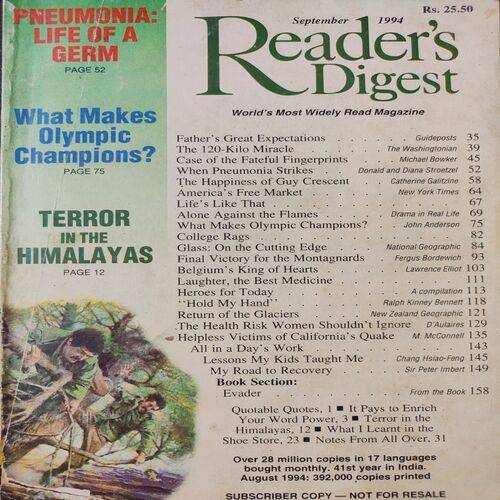 Rs. 25.50
September 1994
Reader's
Digest
World's Most Widely Read Magazine
PNEUMONIA:
LIFE OF A
GERM
PAGE 52
What Makes
Olympic
Champions?
PAGE 75
TERROR
IN THE
HIMALAYAS
PAGE 12
Father's Great Expectations . . . . . Guideposts 35
The 120-Kilo Miracle . . . . . The Washingtonian 39
Case of the Fateful Fingerprints . . . . . Michael Bowker 45
When Pneumonia Strikes . . Donald and Diana Stroetzel 52
The Happiness of Guy Crescent . . Catherine Galitzine 58
America's Free Market . . . . . New York Times 64
Life's Like That . . . . . 67
Alone Against the Flames . . . Drama in Real Life 69
What Makes Olympic Champions? . . John Anderson 75
College Rags . . . . . 82
Glass: On the Cutting Edge . . . National Geographic 84
Final Victory for the Montagnards . Fergus Bordewich 93
Belgium's King of Hearts . . . . Lawrence Elliott 103
Laughter, the Best Medicine . . . . . 111
Heroes for Today . . . . . A compilation 113
"Hold My Hand" . . . . Ralph Kinney Bennett 118
Return of the Glaciers . . . New Zealand Geographic 121
The Health Risk Women Shouldn't Ignore D'Aulaires 129
Helpless Victims of California's Quake M. McConnell 135
All in a Day's Work . . . . . 143
Lessons My Kids Taught Me . Chang Hsiao-Feng 145
My Road to Recovery . . . Sir Peter Imbert 149
Book Section:
Evader . . . . . From the Book 158
Quotable Quotes, 1 ■ It Pays to Enrich
Your Word Power, 3 ■ Terror in the
Himalayas, 12 ■ What I Learnt in the
Shoe Store, 23 ■ Notes From All Over, 31
Over 28 million copies in 17 languages
bought monthly. 41st year in India.
August 1994: 392,000 copies printed
SUBSCRIBER COPY — NOT FOR RESALE